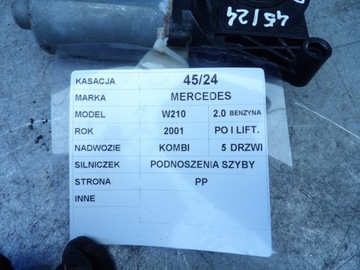 45/24
KASACJA 45/24
MARKA MERCEDES
MODEL W210 2.0 BENZYNA
ROK 2001 PO I LIFT.
NADWOZIE KOMBI 5 DRZWI
SILNICZEK PODNOSZENIA SZYBY
STRONA PP
INNE